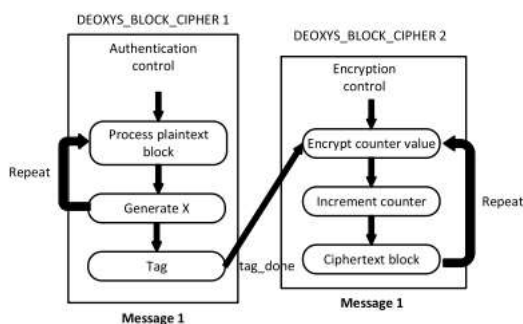 DEOXYS_BLOCK_CIPHER 1
Authentication
control
Process plaintext
block
Repeat
Generate X
Tag
tag_done
Message 1
DEOXYS_BLOCK_CIPHER 2
Encryption
control
Encrypt counter value
Increment counter
Repeat
Ciphertext block
Message 1